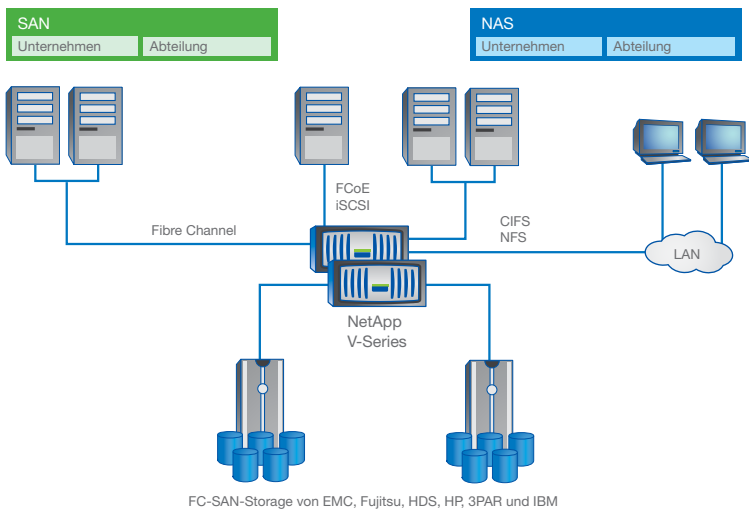 SAN
Unternehmen
Abteilung
NAS
Unternehmen
Abteilung
FCoE
iSCSI
Fibre Channel
CIFS
NFS
LAN
NetApp
V-Series
FC-SAN-Storage von EMC, Fujitsu, HDS, HP, 3PAR und IBM